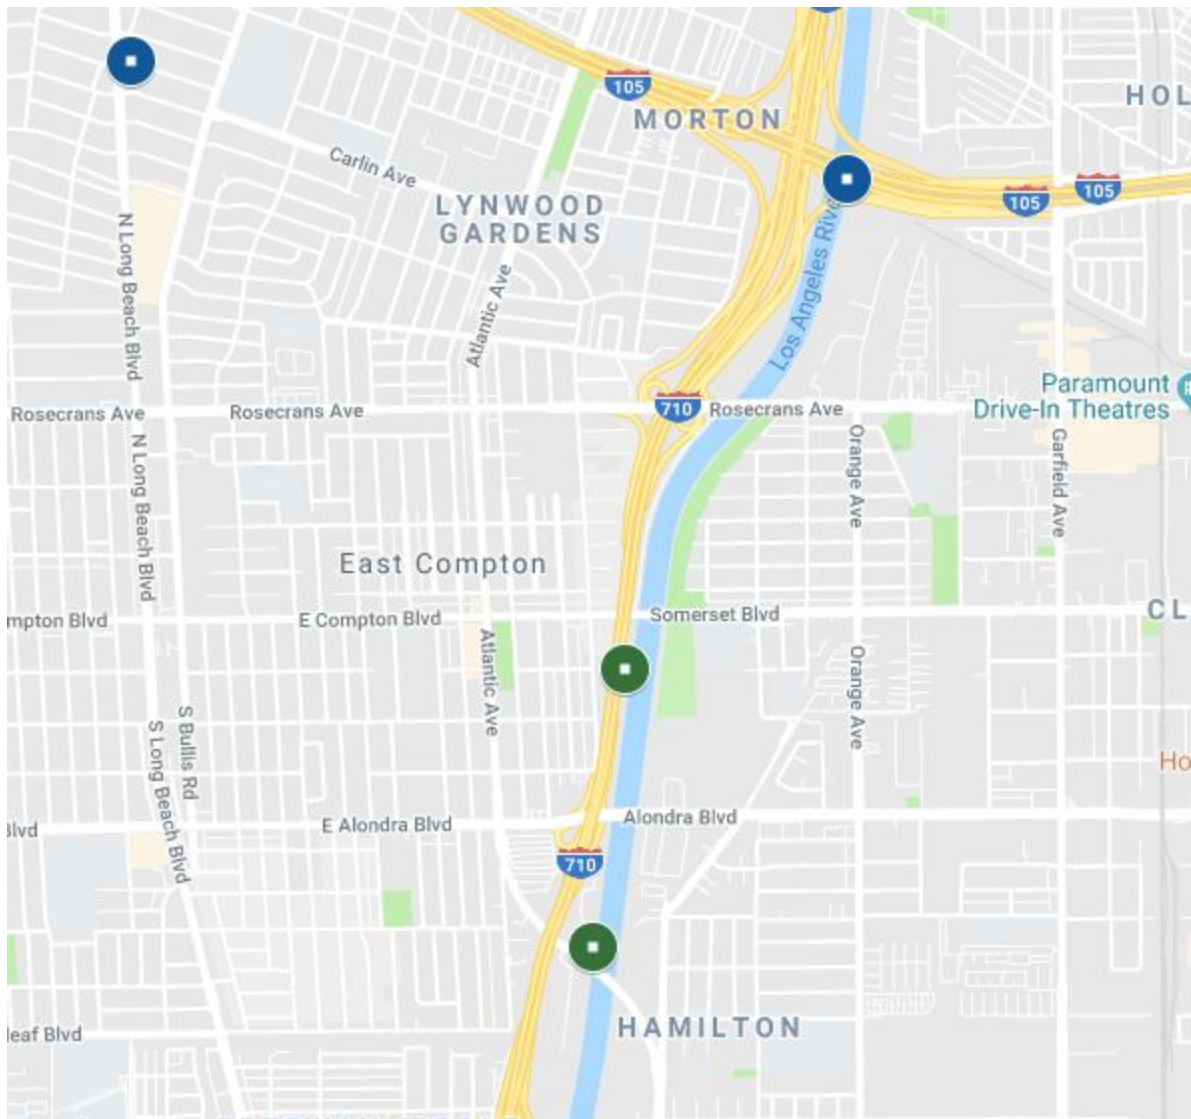 105
MORTON
HOL
Carlin Ave
105
105
LYNWOOD
GARDENS
N Long Beach Blvd
Los Angeles Rive
Atlantic Ave
Paramount
Drive-In Theatres
Rosecrans Ave
Rosecrans Ave
710
Rosecrans Ave
N Long Beach Blvd
Orange Ave
Garfield Ave
East Compton
mpton Blvd
E Compton Blvd
Somerset Blvd
CL
Atlantic Ave
Orange Ave
S Bullis Rd
S Long Beach Blvd
Ho
Blvd
E Alondra Blvd
Alondra Blvd
710
HAMILTON
leaf Blvd